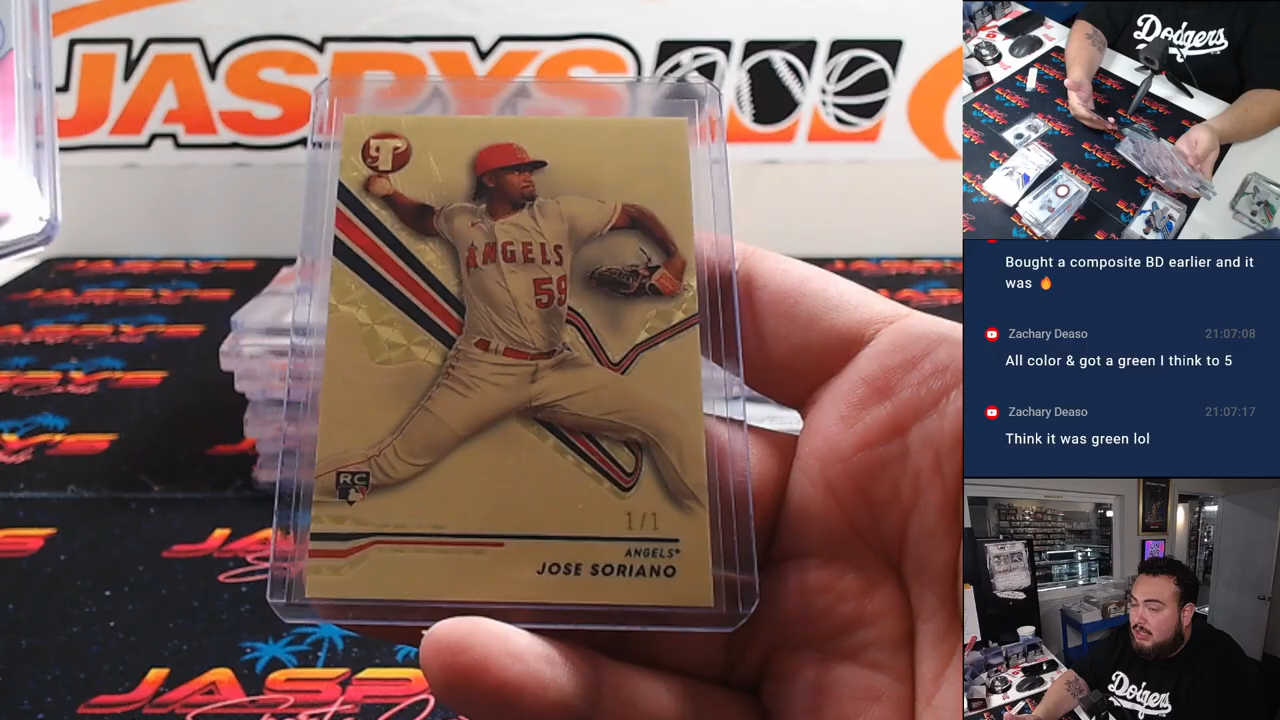 JASPYS
T
ANGELS
59
RC
1/1
ANGELS
JOSE SORIANO
JASPYS
Dodgers
Bought a composite BD earlier and it
was 🔥
Zachary Deaso 21:07:08
All color & got a green I think to 5
Zachary Deaso 21:07:17
Think it was green lol
Dodgers